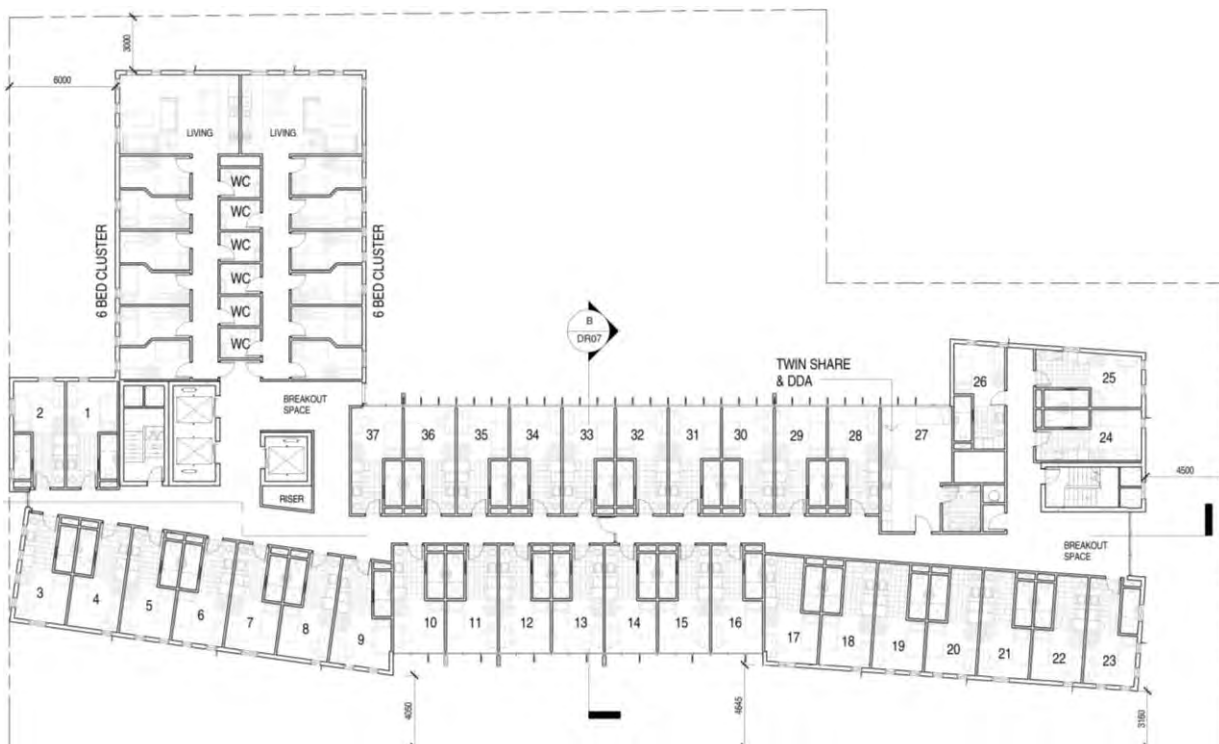 3000
6000
LIVING
LIVING
WC
WC
WC
WC
WC
WC
6 BED CLUSTER
6 BED CLUSTER
B
DR07
TWIN SHARE
& DDA
BREAKOUT
SPACE
2
1
37
36
35
34
33
32
31
30
29
28
27
26
25
24
4500
RISER
BREAKOUT
SPACE
3
4
5
6
7
8
9
10
11
12
13
14
15
16
17
18
19
20
21
22
23
4645
3160